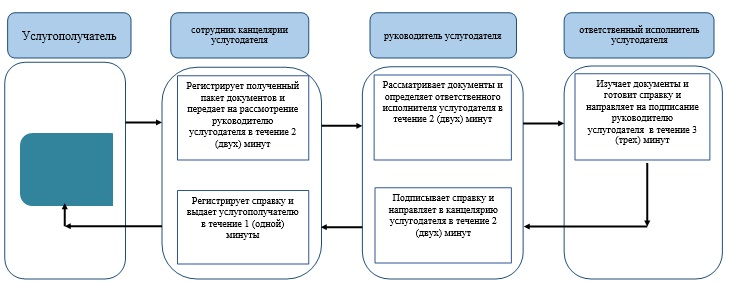 Услугополучатель
сотрудник канцелярии
услугодателя
руководитель услугодателя
ответственный исполнитель
услугодателя
Регистрирует полученный
пакет документов и
передает на рассмотрение
руководителю
услугодателя в течение 2
(двух) минут
Рассматривает документы и
определяет ответственного
исполнителя услугодателя в
течение 2 (двух) минут
Изучает документы и
готовит справку и
направляет на подписание
руководителю
услугодателя в течение 3
(трех) минут
Регистрирует справку и
выдает услугополучателю
в течение 1 (одной)
минуты
Подписывает справку и
направляет в канцелярию
услугодателя в течение 2
(двух) минут